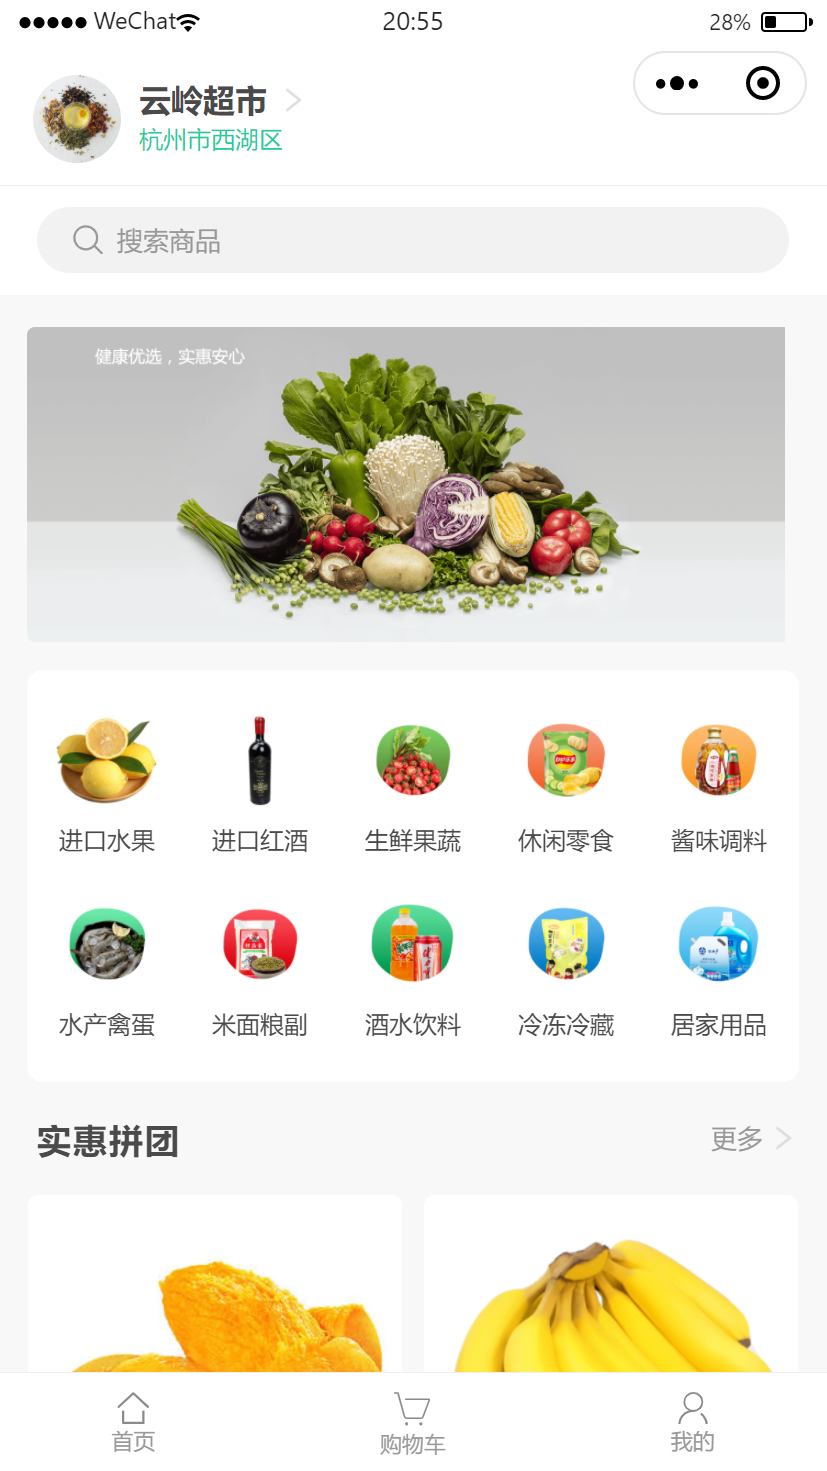 ●●●●● WeChat 20:55 28%
云岭超市
杭州市西湖区
搜索商品
健康优选，实惠安心
进口水果 进口红酒 生鲜果蔬 休闲零食 酱味调料
水产禽蛋 米面粮副 酒水饮料 冷冻冷藏 居家用品
实惠拼团 更多
首页 购物车 我的